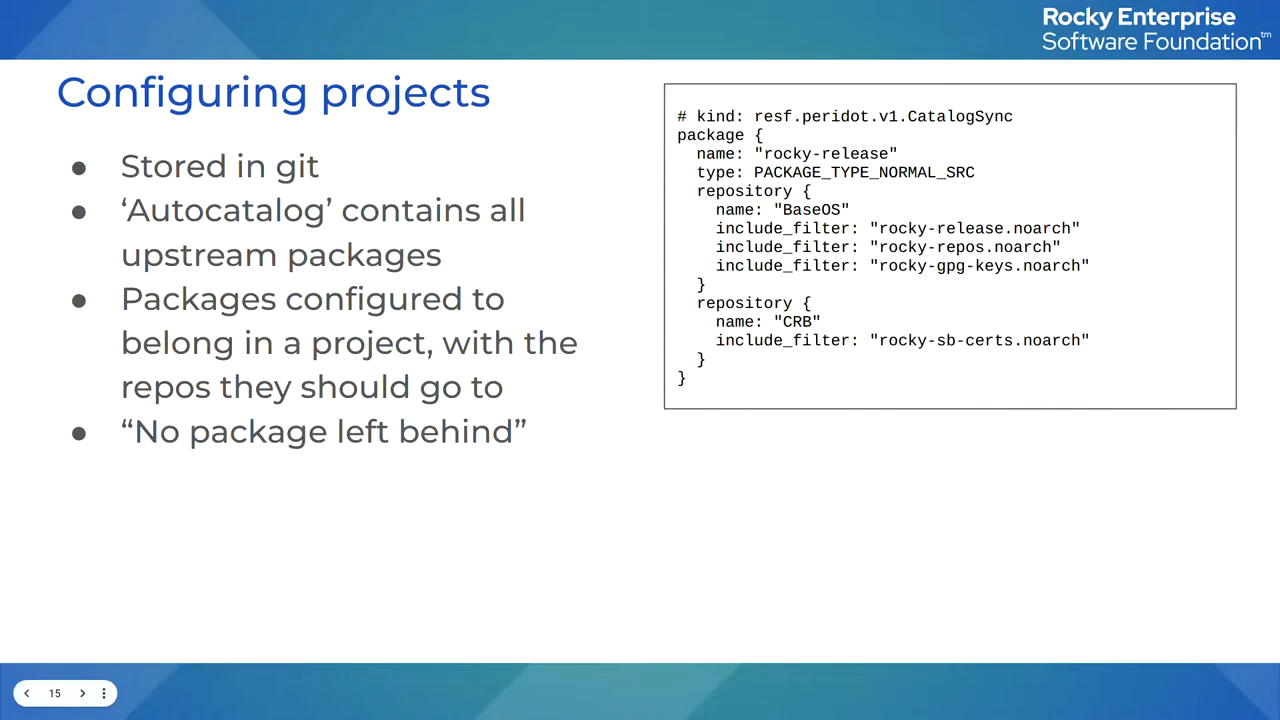 Rocky Enterprise
Software Foundation™
Configuring projects
● Stored in git
● ‘Autocatalog’ contains all
upstream packages
● Packages configured to
belong in a project, with the
repos they should go to
● “No package left behind”
# kind: resf.peridot.v1.CatalogSync
package {
  name: "rocky-release"
  type: PACKAGE_TYPE_NORMAL_SRC
  repository {
    name: "BaseOS"
    include_filter: "rocky-release.noarch"
    include_filter: "rocky-repos.noarch"
    include_filter: "rocky-gpg-keys.noarch"
  }
  repository {
    name: "CRB"
    include_filter: "rocky-sb-certs.noarch"
  }
}
15